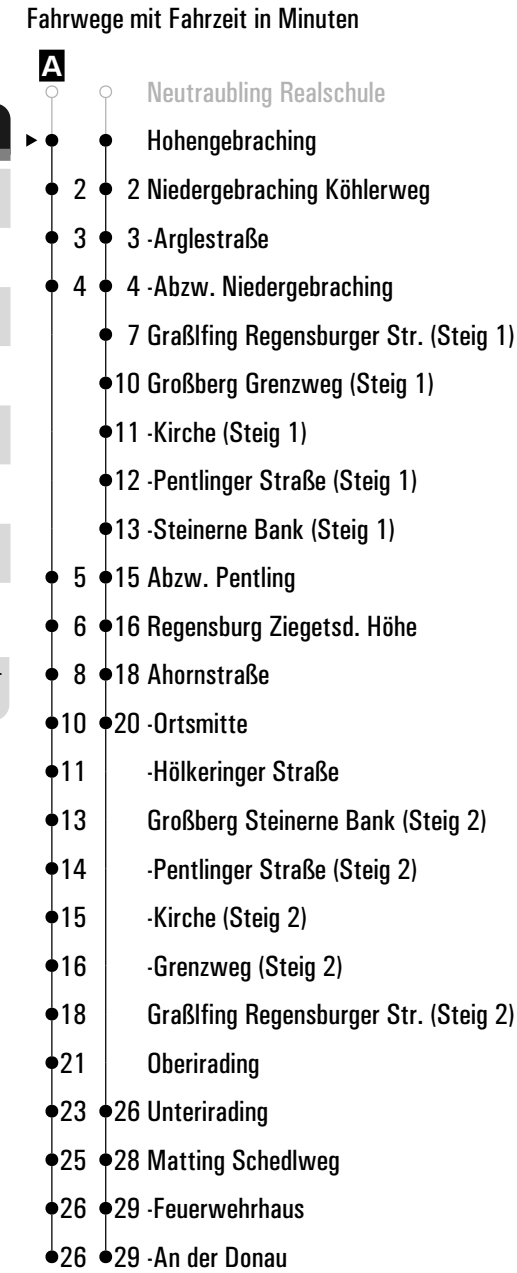 Fahrwege mit Fahrzeit in Minuten
A
Neutraubling Realschule
Hohengebraching
2 2 Niedergebraching Köhlerweg
3 3 -Arglestraße
4 4 -Abzw. Niedergebraching
7 Graßlfing Regensburger Str. (Steig 1)
10 Großberg Grenzweg (Steig 1)
11 -Kirche (Steig 1)
12 -Pentlinger Straße (Steig 1)
13 -Steinerne Bank (Steig 1)
5 15 Abzw. Pentling
6 16 Regensburg Ziegetsd. Höhe
8 18 Ahornstraße
10 20 -Ortsmitte
11 -Hölkeringer Straße
13 Großberg Steinerne Bank (Steig 2)
14 -Pentlinger Straße (Steig 2)
15 -Kirche (Steig 2)
16 -Grenzweg (Steig 2)
18 Graßlfing Regensburger Str. (Steig 2)
21 Oberirading
23 26 Unterirading
25 28 Matting Schedlweg
26 29 -Feuerwehrhaus
26 29 -An der Donau